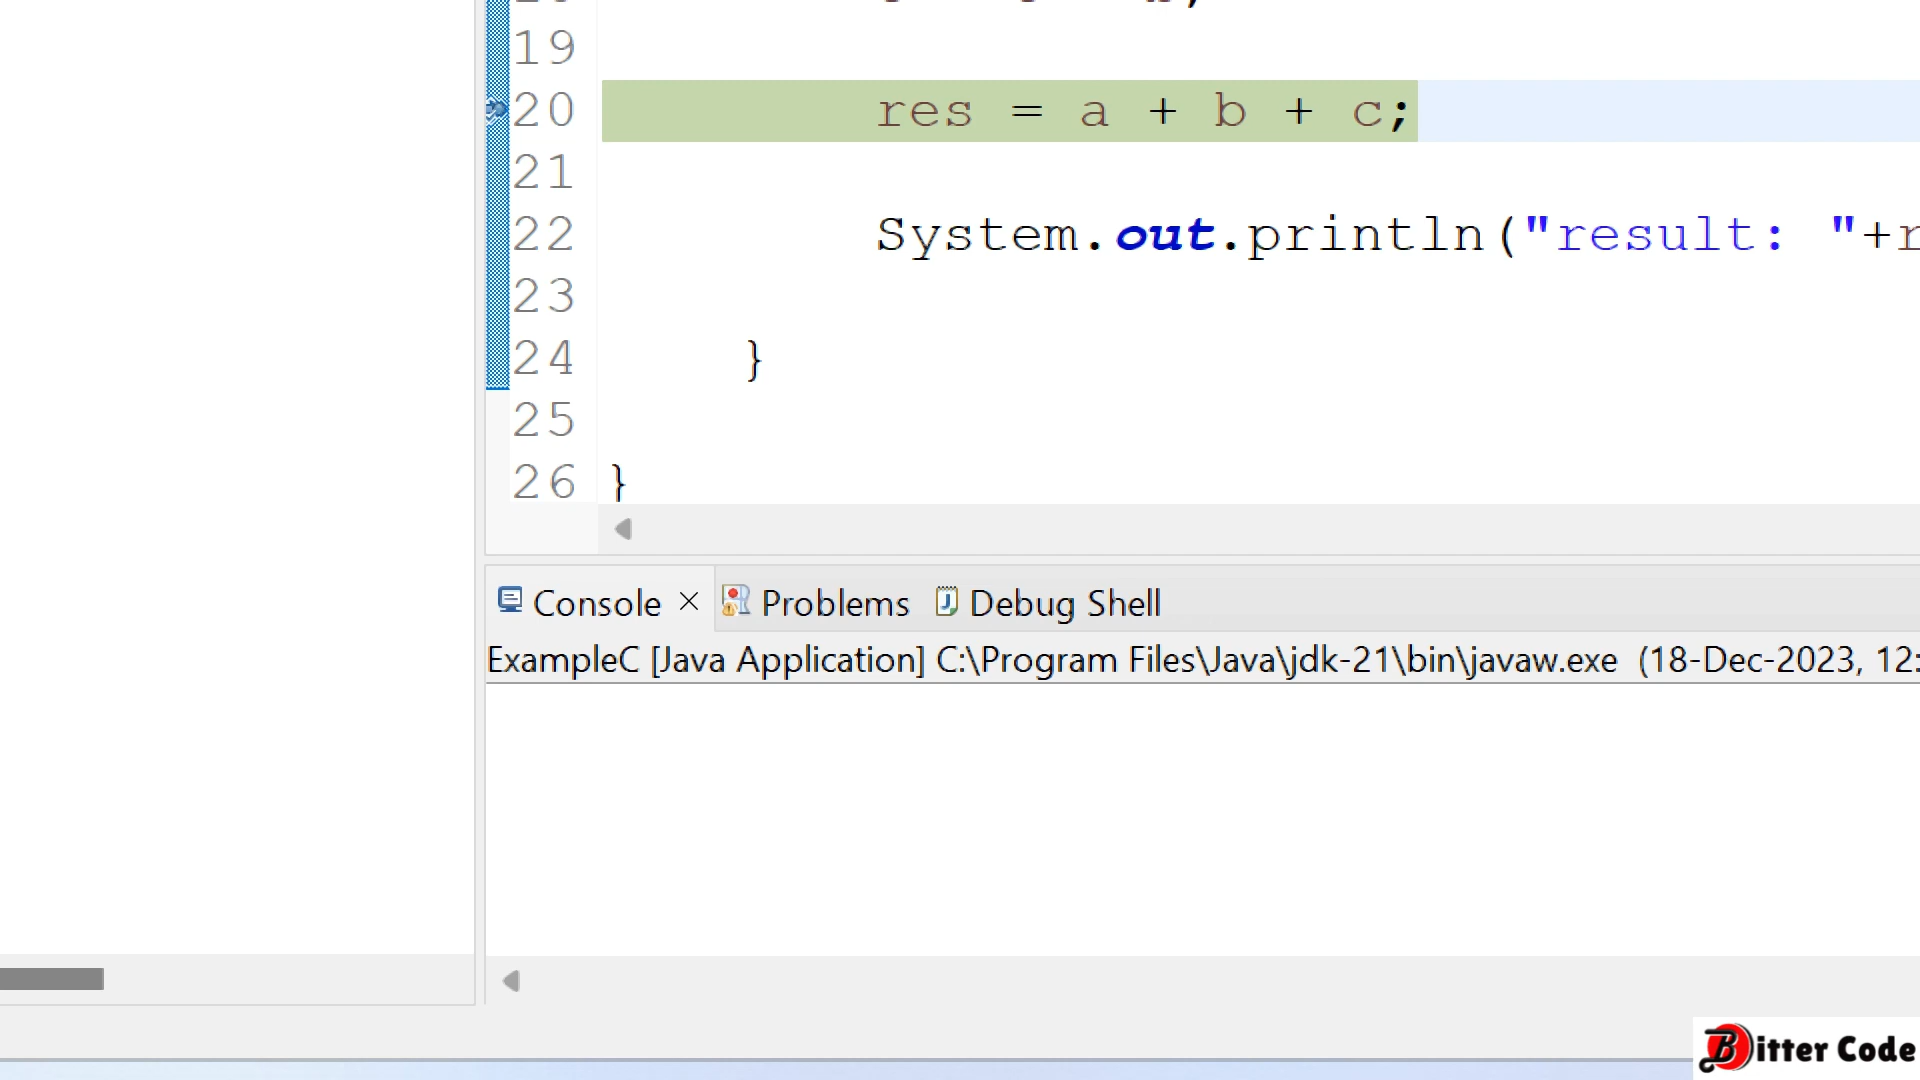 19
20 res = a + b + c;
21
22 System.out.println("result: "+r
23
24 }
25
26 }
Console Problems Debug Shell
ExampleC [Java Application] C:\Program Files\Java\jdk-21\bin\javaw.exe (18-Dec-2023, 12:
Bitter Code